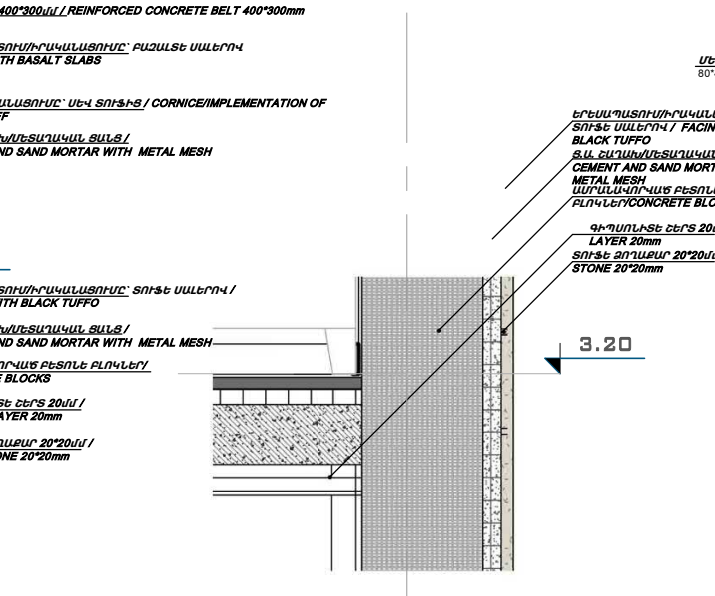 400*300մմ / REINFORCED CONCRETE BELT 400*300mm
ՏՈՒՄ/ԻՐԱԿԱՆԱՑՈՒՄԸ՝ ԲԱԶԱԼՏԵ ՍԱԼԵՐՈՎ
TH BASALT SLABS
ԱՆԱՑՈՒՄԸ՝ ՍԵՎ ՏՈՒՖԻՑ / CORNICE/IMPLEMENTATION OF
FF
Խ/ՄԵՏԱՂԱԿԱՆ ՑԱՆՑ /
ND SAND MORTAR WITH METAL MESH
ՏՈՒՄ/ԻՐԱԿԱՆԱՑՈՒՄԸ՝ ՏՈՒՖԵ ՍԱԼԵՐՈՎ /
ITH BLACK TUFFO
Խ/ՄԵՏԱՂԱԿԱՆ ՑԱՆՑ /
ND SAND MORTAR WITH METAL MESH
ՈՐՎԱԾ ԲԵՏՈՆԵ ԲԼՈԿՆԵՐ/
E BLOCKS
ՏԵ ՇԵՐՏ 20մմ /
AYER 20mm
ՂԱՔԱՐ 20*20մմ /
ONE 20*20mm
ՄԵ
80*
ԵՐԵՍԱՊԱՏՈՒՄ/ԻՐԱԿԱՆ
ՏՈՒՖԵ ՍԱԼԵՐՈՎ / FACIN
BLACK TUFFO
Ց.Ա. ՇԱՂԱԽ/ՄԵՏԱՂԱԿԱՆ
CEMENT AND SAND MORT
METAL MESH
ԱՄՐԱՆԱՎՈՐՎԱԾ ԲԵՏՈՆ
ԲԼՈԿՆԵՐ/CONCRETE BLO
ԳԻՊՍՈՆԻՏԵ ՇԵՐՏ 20
LAYER 20mm
ՏՈՒՖԵ ՁՈՂԱՔԱՐ 20*20մ
STONE 20*20mm
3.20